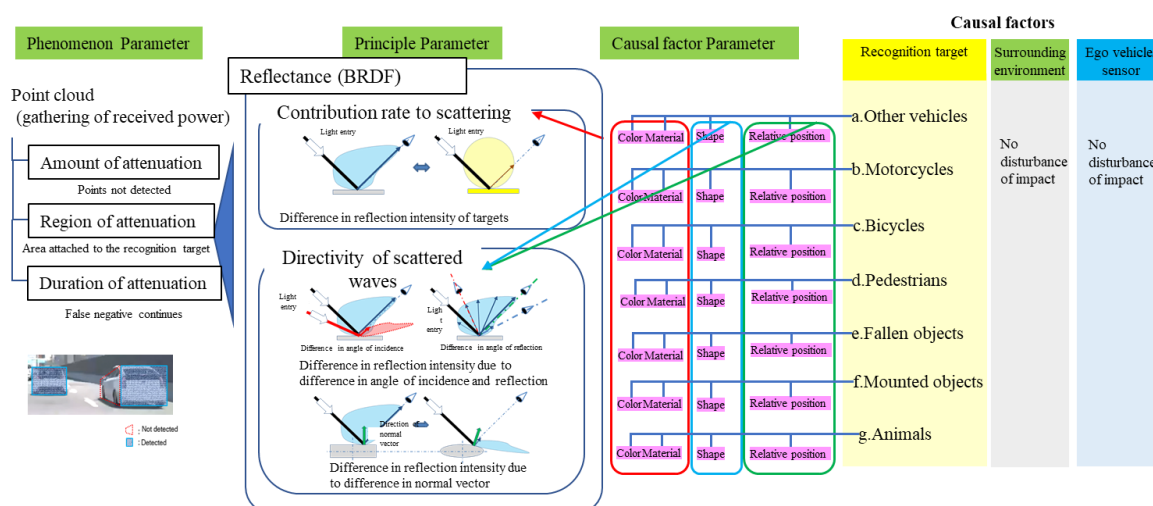 Causal factors
Phenomenon Parameter
Principle Parameter
Causal factor Parameter
Recognition target
Surrounding
environment
Ego vehicle
sensor
Reflectance (BRDF)
Point cloud
(gathering of received power)
Amount of attenuation
Points not detected
Region of attenuation
Area attached to the recognition target
Duration of attenuation
False negative continues
: Not detected
: Detected
Contribution rate to scattering
Light entry
Light entry
Difference in reflection intensity of targets
Directivity of scattered
waves
Light
entry
Ligh
t
entry
Difference in angle of incidence
Difference in angle of reflection
Difference in reflection intensity due to
difference in angle of incidence and reflection
Direction of
normal
vector
Difference in reflection intensity due
to difference in normal vector
a.Other vehicles
Color Material Shape Relative position
b.Motorcycles
Color Material Shape Relative position
c.Bicycles
Color Material Shape Relative position
d.Pedestrians
Color Material Shape Relative position
e.Fallen objects
Color Material Shape Relative position
f.Mounted objects
Color Material Shape Relative position
g.Animals
Color Material Shape Relative position
No
disturbance
of impact
No
disturbance
of impact